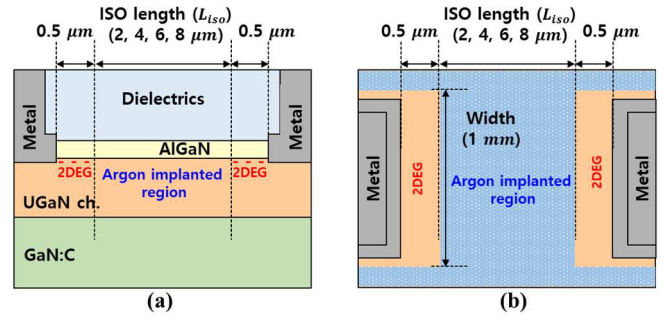 ISO length (L_iso)
0.5 μm
(2, 4, 6, 8 μm)
0.5 μm
Dielectrics
Metal
Metal
AlGaN
2DEG
2DEG
Argon implanted
region
UGaN ch.
GaN:C
(a)
ISO length (L_iso)
0.5 μm
(2, 4, 6, 8 μm)
0.5 μm
Width
(1 mm)
Metal
2DEG
Argon implanted
region
2DEG
Metal
(b)